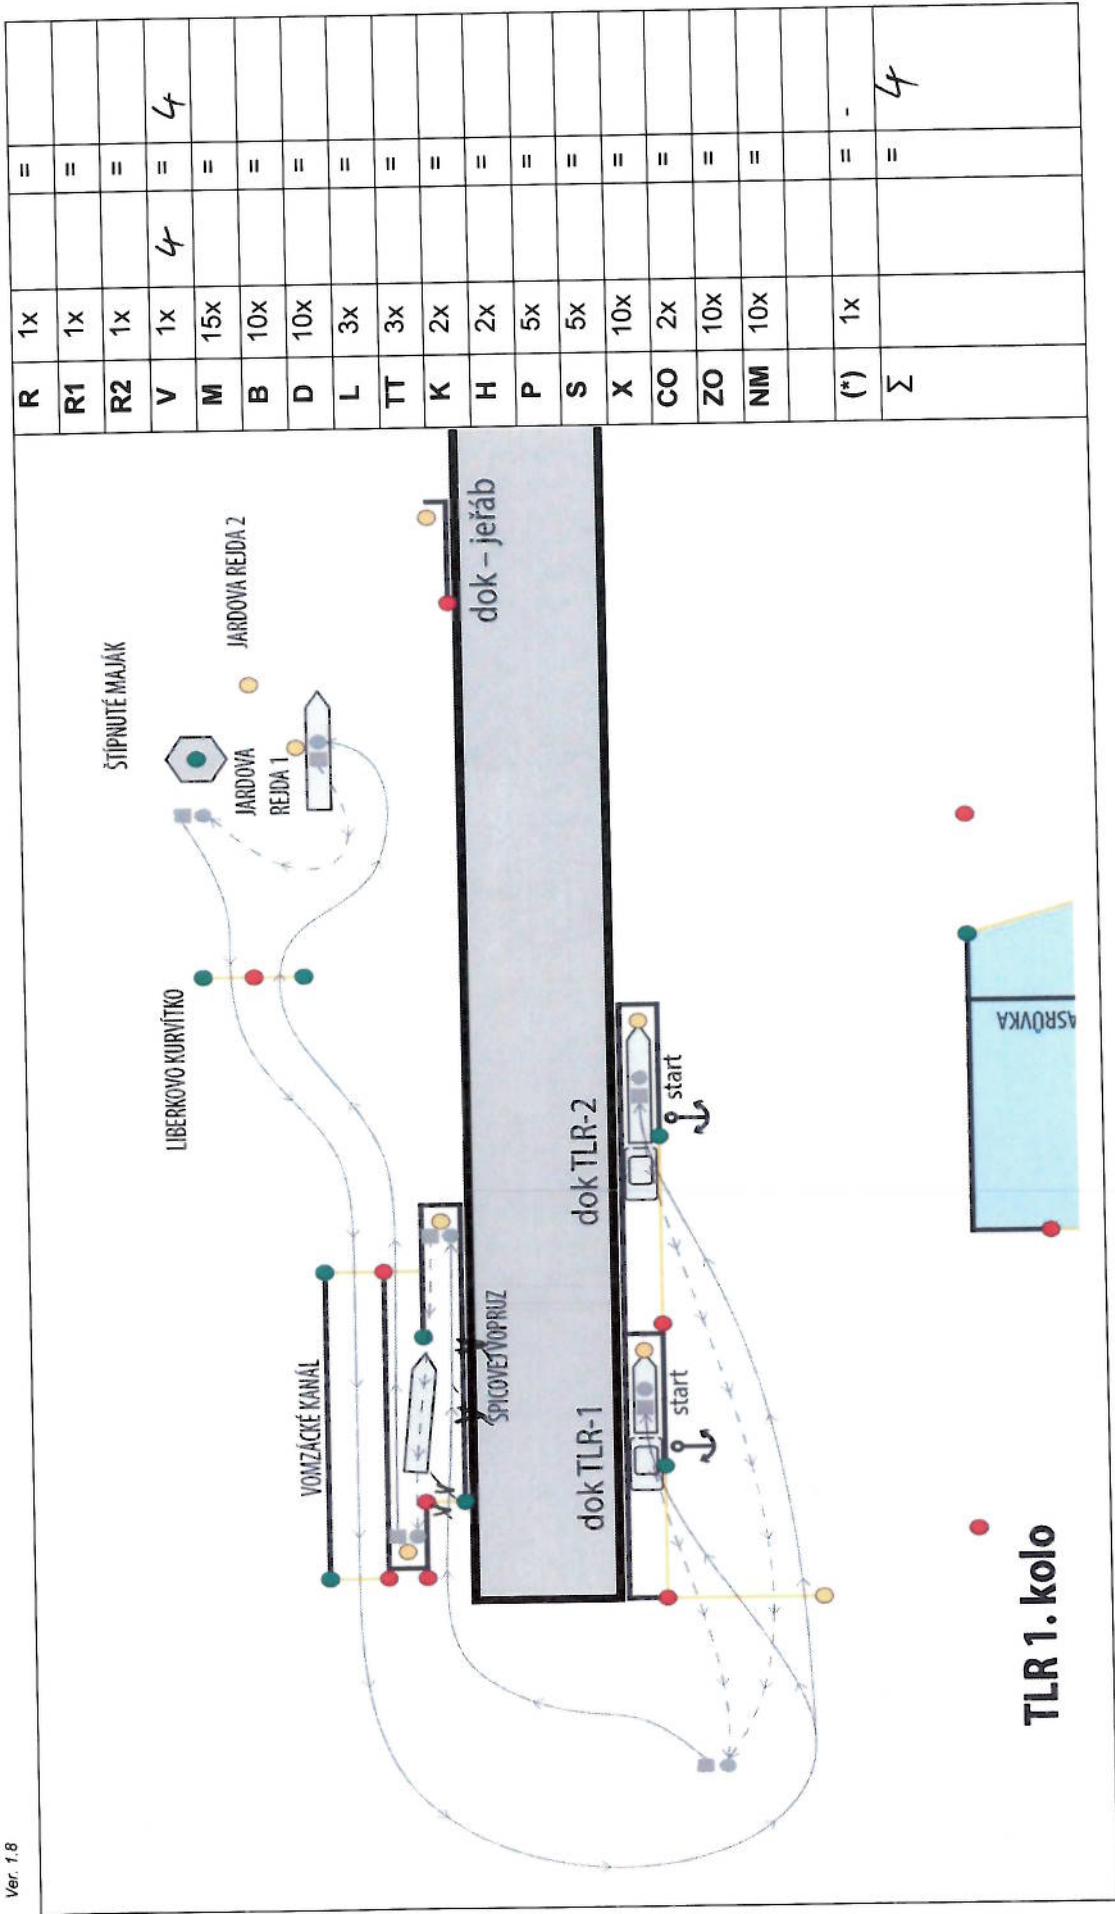 Ver. 1.8
R 1x =
R1 1x =
R2 1x =
V 1x 4 = 4
M 15x =
B 10x =
D 10x =
L 3x =
TT 3x =
K 2x =
H 2x =
P 5x =
S 5x =
X 10x =
CO 2x =
ZO 10x =
NM 10x =
(*) 1x = -
Σ = 4
ŠTÍPNUTÉ MAJÁK
JARDOVA REJDA 2
JARDOVA
REJDA 1
LIBERKOVO KURVÍTKO
VOMZÁCKÉ KANÁL
ŠPICOVEJ VOPRUZ
dok – jeřáb
dok TLR-2
dok TLR-1
start
start
ASRŮVKA
TLR 1. kolo